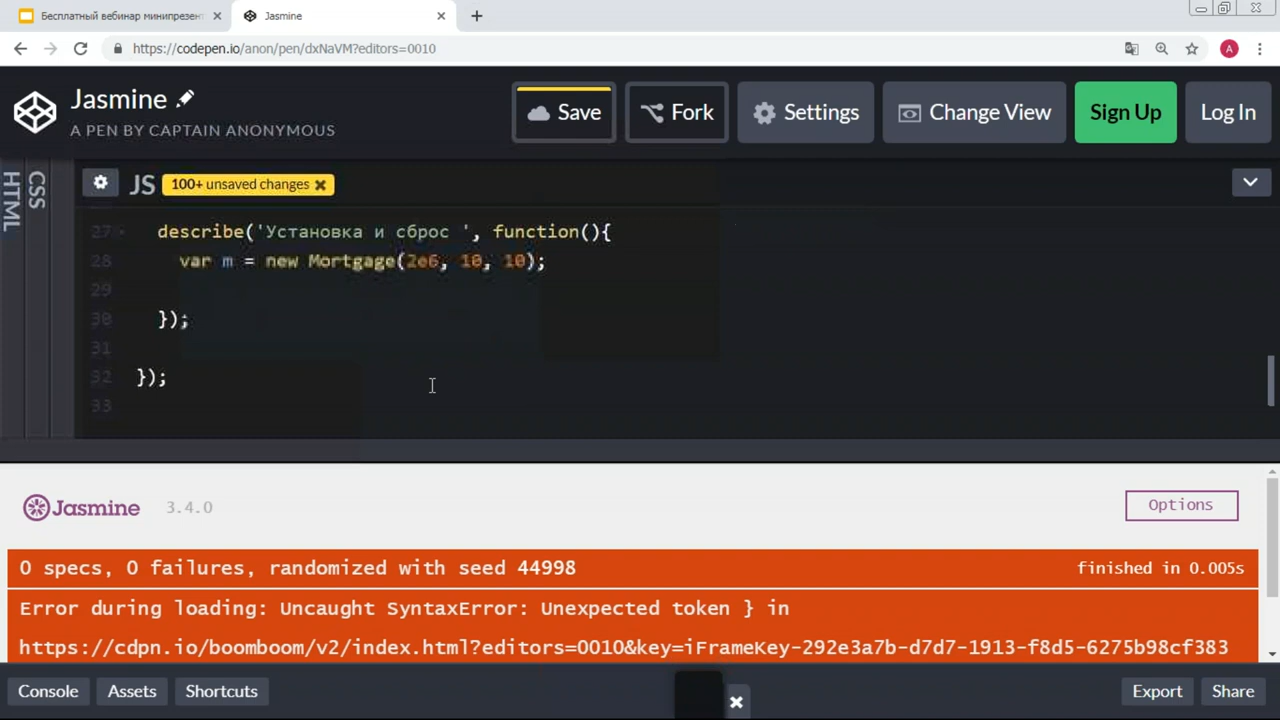 Бесплатный вебинар минипрезент
Jasmine
https://codepen.io/anon/pen/dxNaVM?editors=0010
A
Jasmine
A PEN BY CAPTAIN ANONYMOUS
Save
Fork
Settings
Change View
Sign Up
Log In
HTML
CSS
JS
100+ unsaved changes
27 describe('Установка и сброс ', function(){
28 var m = new Mortgage(2e6, 10, 10);
29
30 });
31
32 });
33
Jasmine 3.4.0
Options
0 specs, 0 failures, randomized with seed 44998
finished in 0.005s
Error during loading: Uncaught SyntaxError: Unexpected token } in
https://cdpn.io/boomboom/v2/index.html?editors=0010&key=iFrameKey-292e3a7b-d7d7-1913-f8d5-6275b98cf383
Console
Assets
Shortcuts
Export
Share